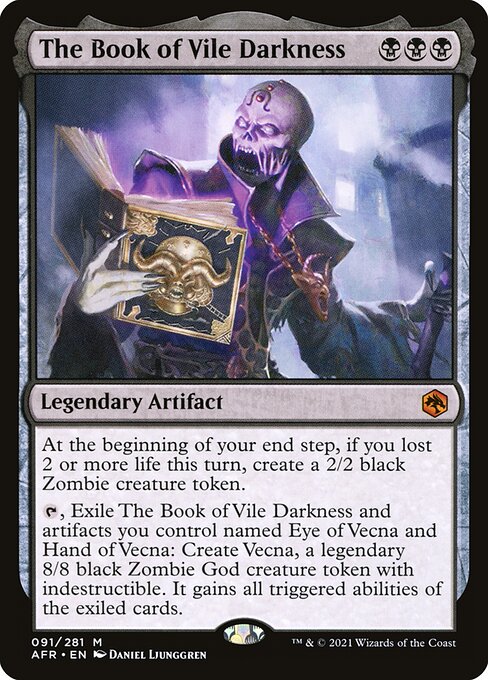 The Book of Vile Darkness
Legendary Artifact
At the beginning of your end step, if you lost
2 or more life this turn, create a 2/2 black
Zombie creature token.
, Exile The Book of Vile Darkness and
artifacts you control named Eye of Vecna and
Hand of Vecna: Create Vecna, a legendary
8/8 black Zombie God creature token with
indestructible. It gains all triggered abilities of
the exiled cards.
091/281 M
AFR • EN Daniel Ljunggren
™ & © 2021 Wizards of the Coast